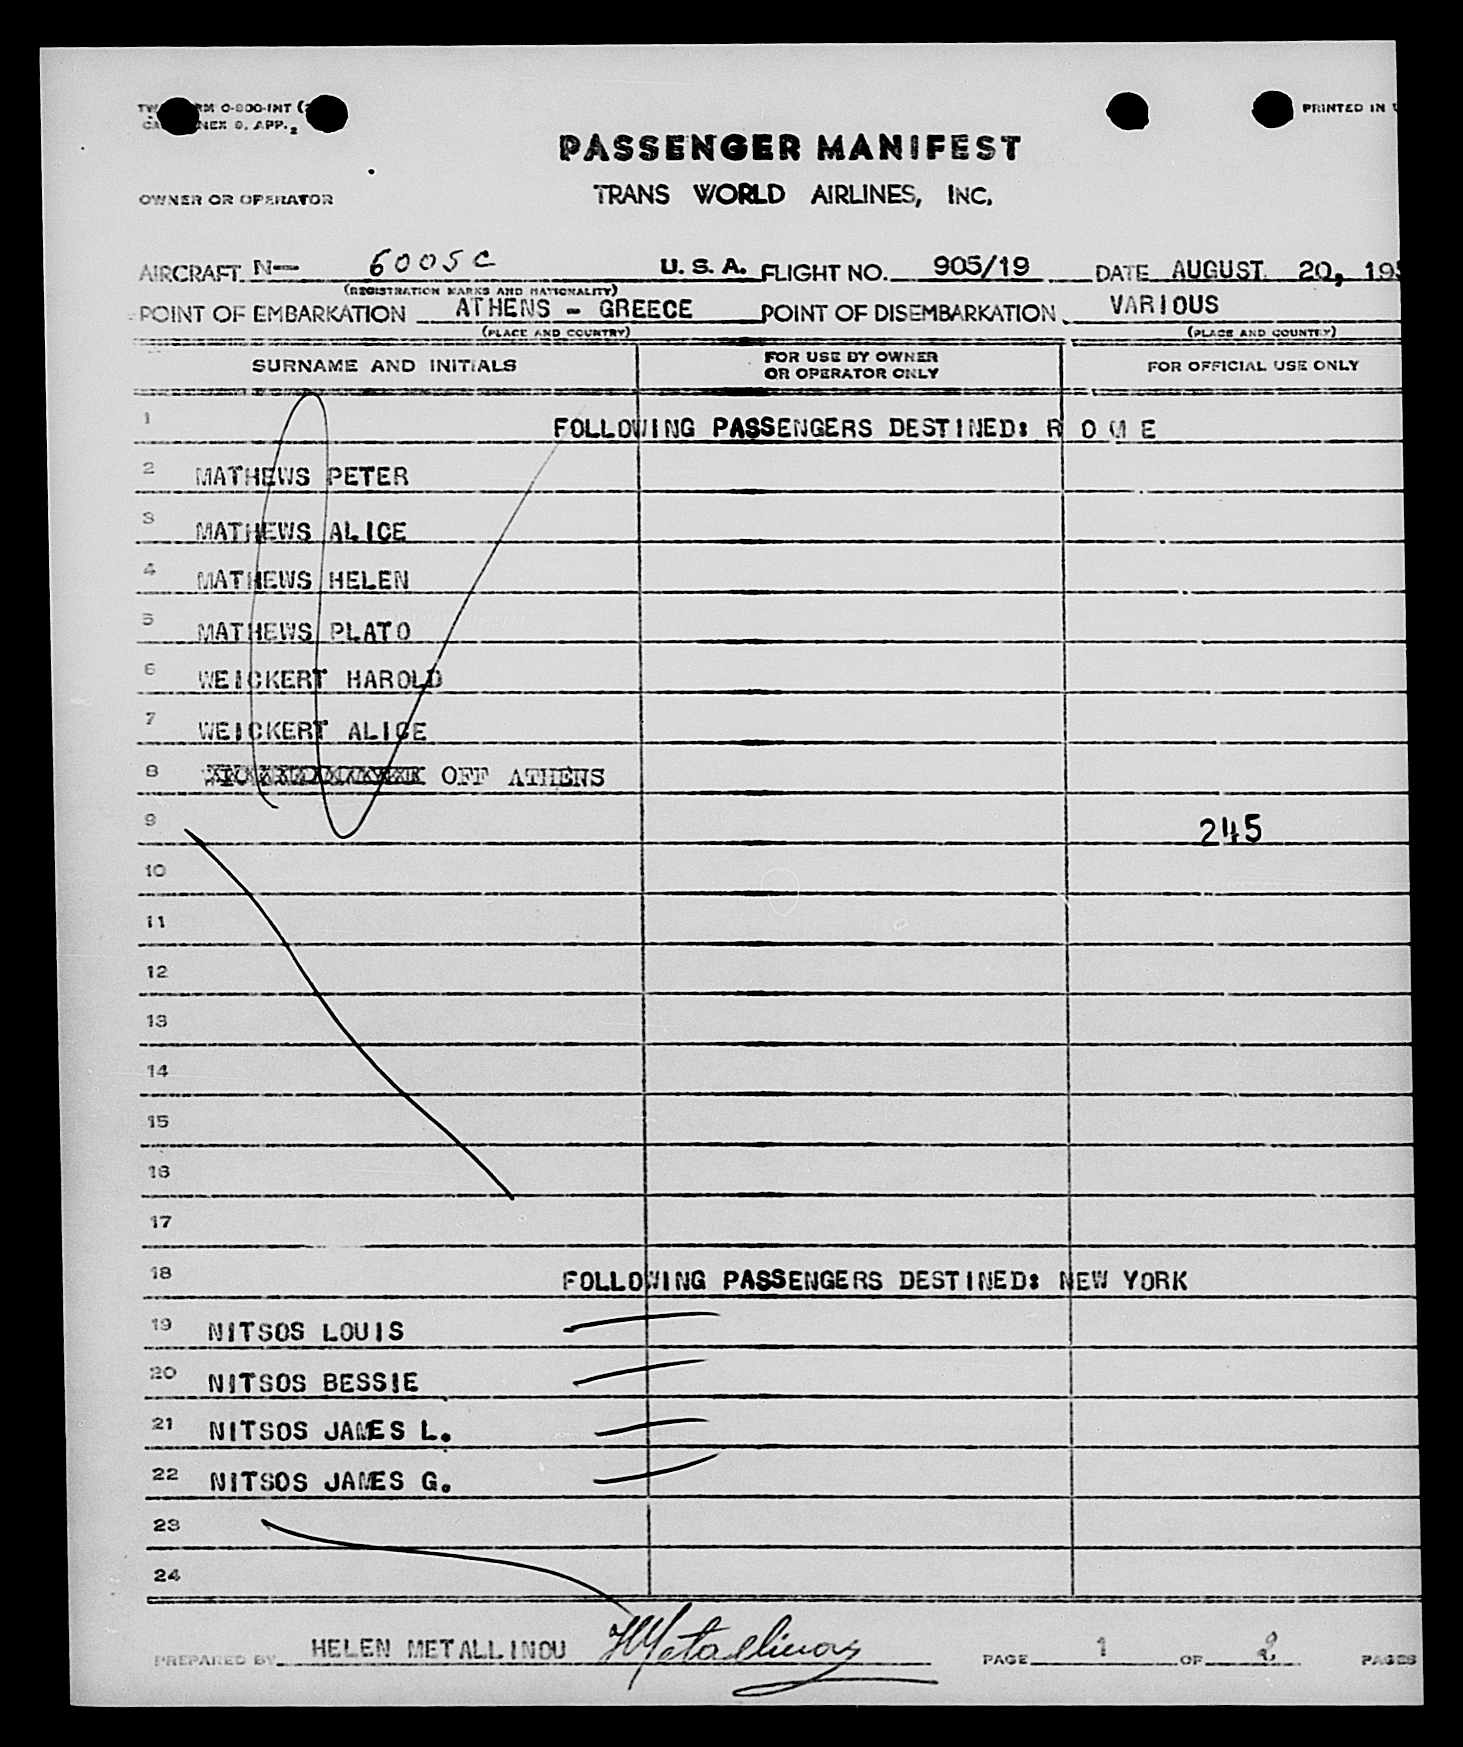 PRINTED IN
PASSENGER MANIFEST
OWNER OR OPERATOR
TRANS WORLD AIRLINES, INC.
AIRCRAFT N- 6005C U. S. A. FLIGHT NO. 905/19 DATE AUGUST 20, 19
(REGISTRATION MARKS AND NATIONALITY)
POINT OF EMBARKATION ATHENS - GREECE POINT OF DISEMBARKATION VARIOUS
(PLACE AND COUNTRY) (PLACE AND COUNTRY)
SURNAME AND INITIALS FOR USE BY OWNER OR OPERATOR ONLY FOR OFFICIAL USE ONLY
1 FOLLOWING PASSENGERS DESTINED: R O M E
2 MATHEWS PETER
3 MATHEWS ALICE
4 MATHEWS HELEN
5 MATHEWS PLATO
6 WEICKERT HAROLD
7 WEICKERT ALICE
8 OFF ATHENS
9 245
10
11
12
13
14
15
16
17
18 FOLLOWING PASSENGERS DESTINED: NEW YORK
19 NITSOS LOUIS
20 NITSOS BESSIE
21 NITSOS JAMES L.
22 NITSOS JAMES G.
23
24
PREPARED BY HELEN METALLINOU HMetallinou PAGE 1 OF 2 PAGES